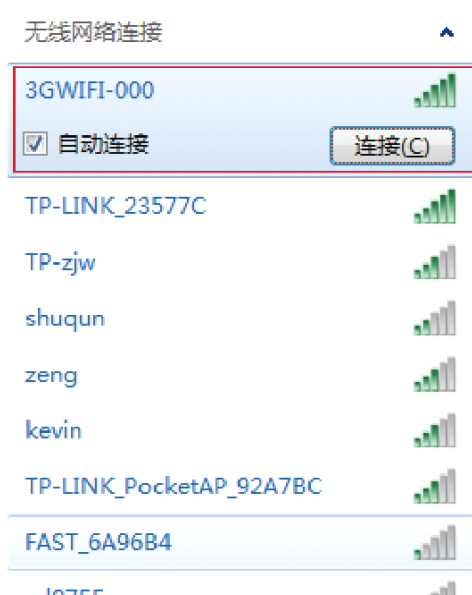 无线网络连接
3GWIFI-000
自动连接
连接(C)
TP-LINK_23577C
TP-zjw
shuqun
zeng
kevin
TP-LINK_PocketAP_92A7BC
FAST_6A96B4